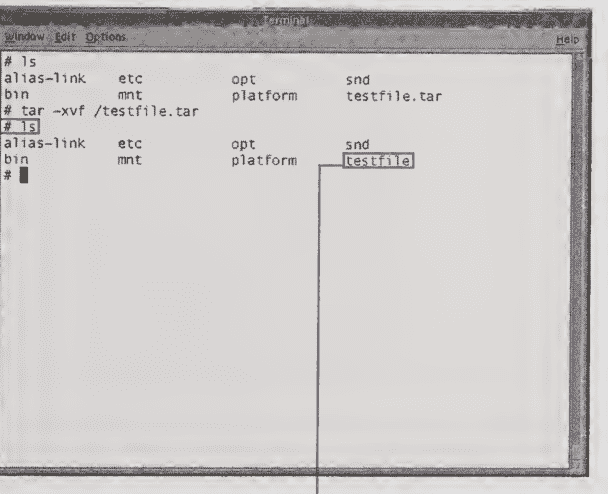 Terminal
Window Edit Options Help
# ls
alias-link etc opt snd
bin mnt platform testfile.tar
# tar -xvf /testfile.tar
# ls
alias-link etc opt snd
bin mnt platform testfile
#